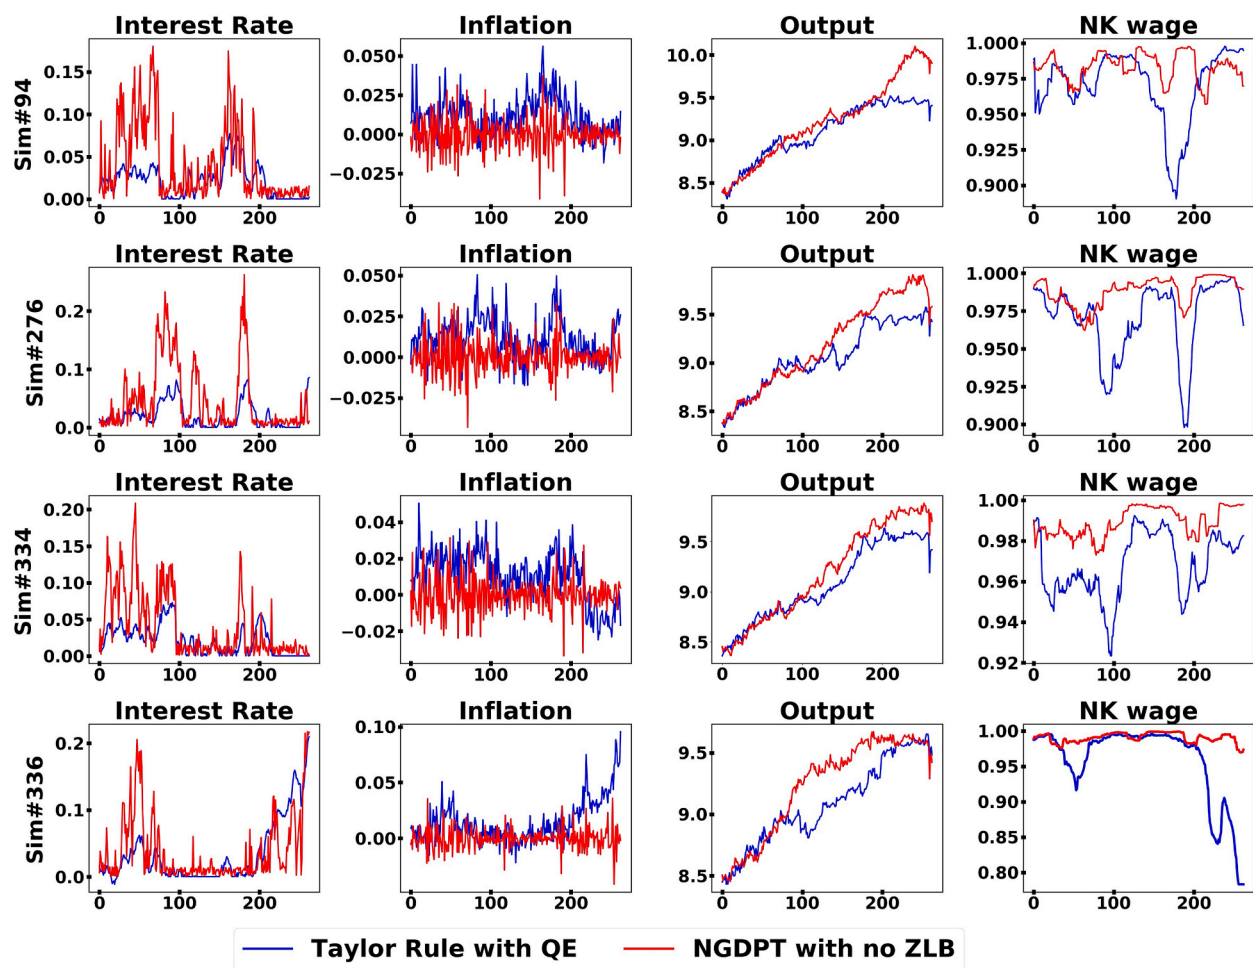 Interest Rate Inflation Output NK wage
Sim#94
0.15
0.10
0.05
0.00
0 100 200
0.050
0.025
0.000
−0.025
0 100 200
10.0
9.5
9.0
8.5
0 100 200
1.000
0.975
0.950
0.925
0.900
0 100 200
Interest Rate Inflation Output NK wage
Sim#276
0.2
0.1
0.0
0 100 200
0.050
0.025
0.000
−0.025
0 100 200
9.5
9.0
8.5
0 100 200
1.000
0.975
0.950
0.925
0.900
0 100 200
Interest Rate Inflation Output NK wage
Sim#334
0.20
0.15
0.10
0.05
0.00
0 100 200
0.04
0.02
0.00
−0.02
0 100 200
9.5
9.0
8.5
0 100 200
1.00
0.98
0.96
0.94
0.92
0 100 200
Interest Rate Inflation Output NK wage
Sim#336
0.2
0.1
0.0
0 100 200
0.10
0.05
0.00
0 100 200
9.5
9.0
8.5
0 100 200
1.00
0.95
0.90
0.85
0.80
0 100 200
Taylor Rule with QE NGDPT with no ZLB